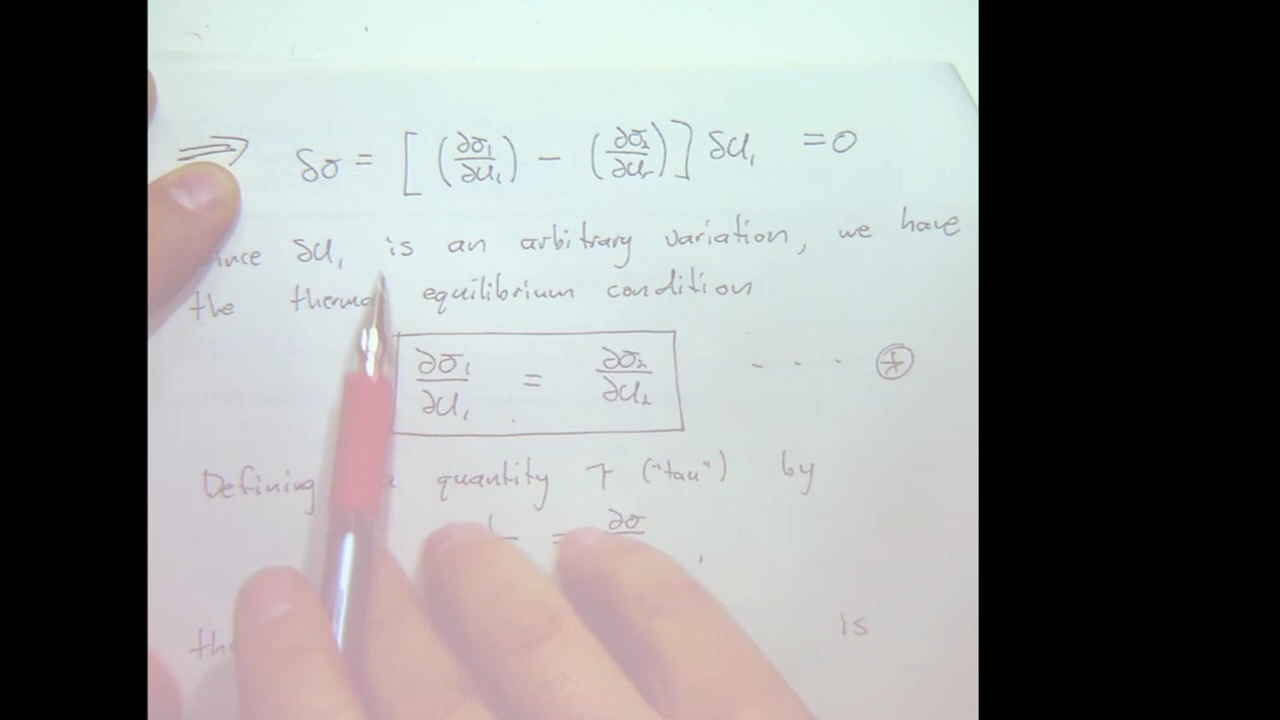 ⇒ δσ = [ (∂σ₁/∂U₁) − (∂σ₂/∂U₂) ] δU₁ = 0
δU₁ is an arbitrary variation, we have
the equilibrium condition
∂σ₁/∂U₁ = ∂σ₂/∂U₂ - - - ⊛
Defining a quantity τ ("tau") by
= ∂σ
is